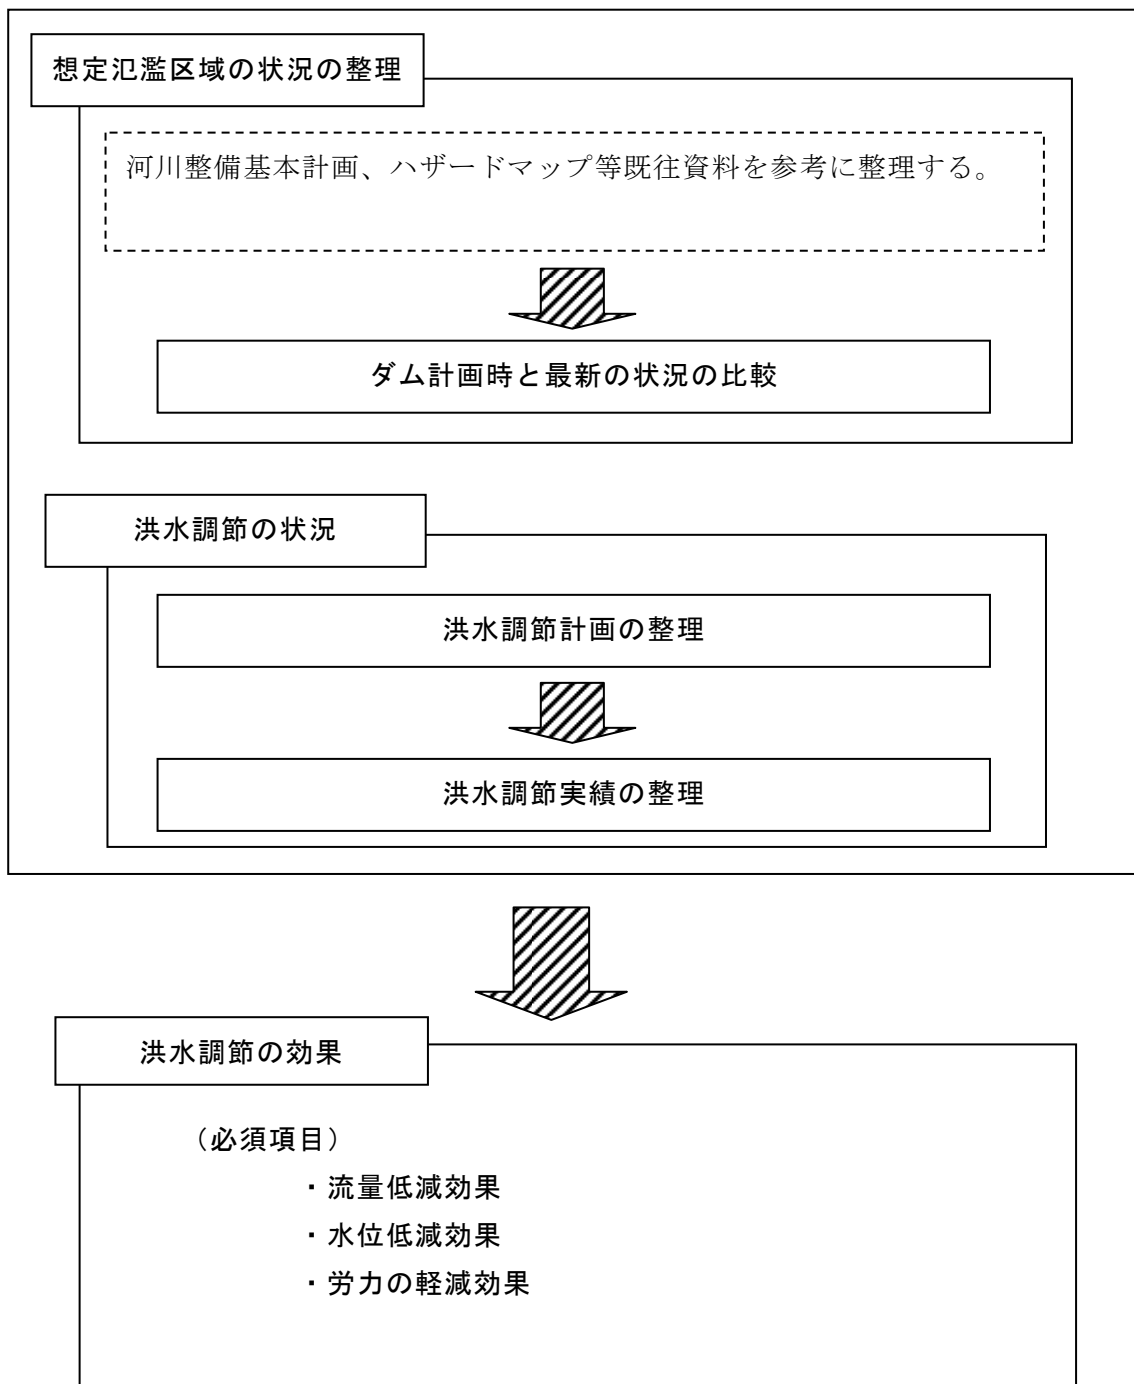 想定氾濫区域の状況の整理
河川整備基本計画、ハザードマップ等既往資料を参考に整理する。
ダム計画時と最新の状況の比較
洪水調節の状況
洪水調節計画の整理
洪水調節実績の整理
洪水調節の効果
（必須項目）
・流量低減効果
・水位低減効果
・労力の軽減効果